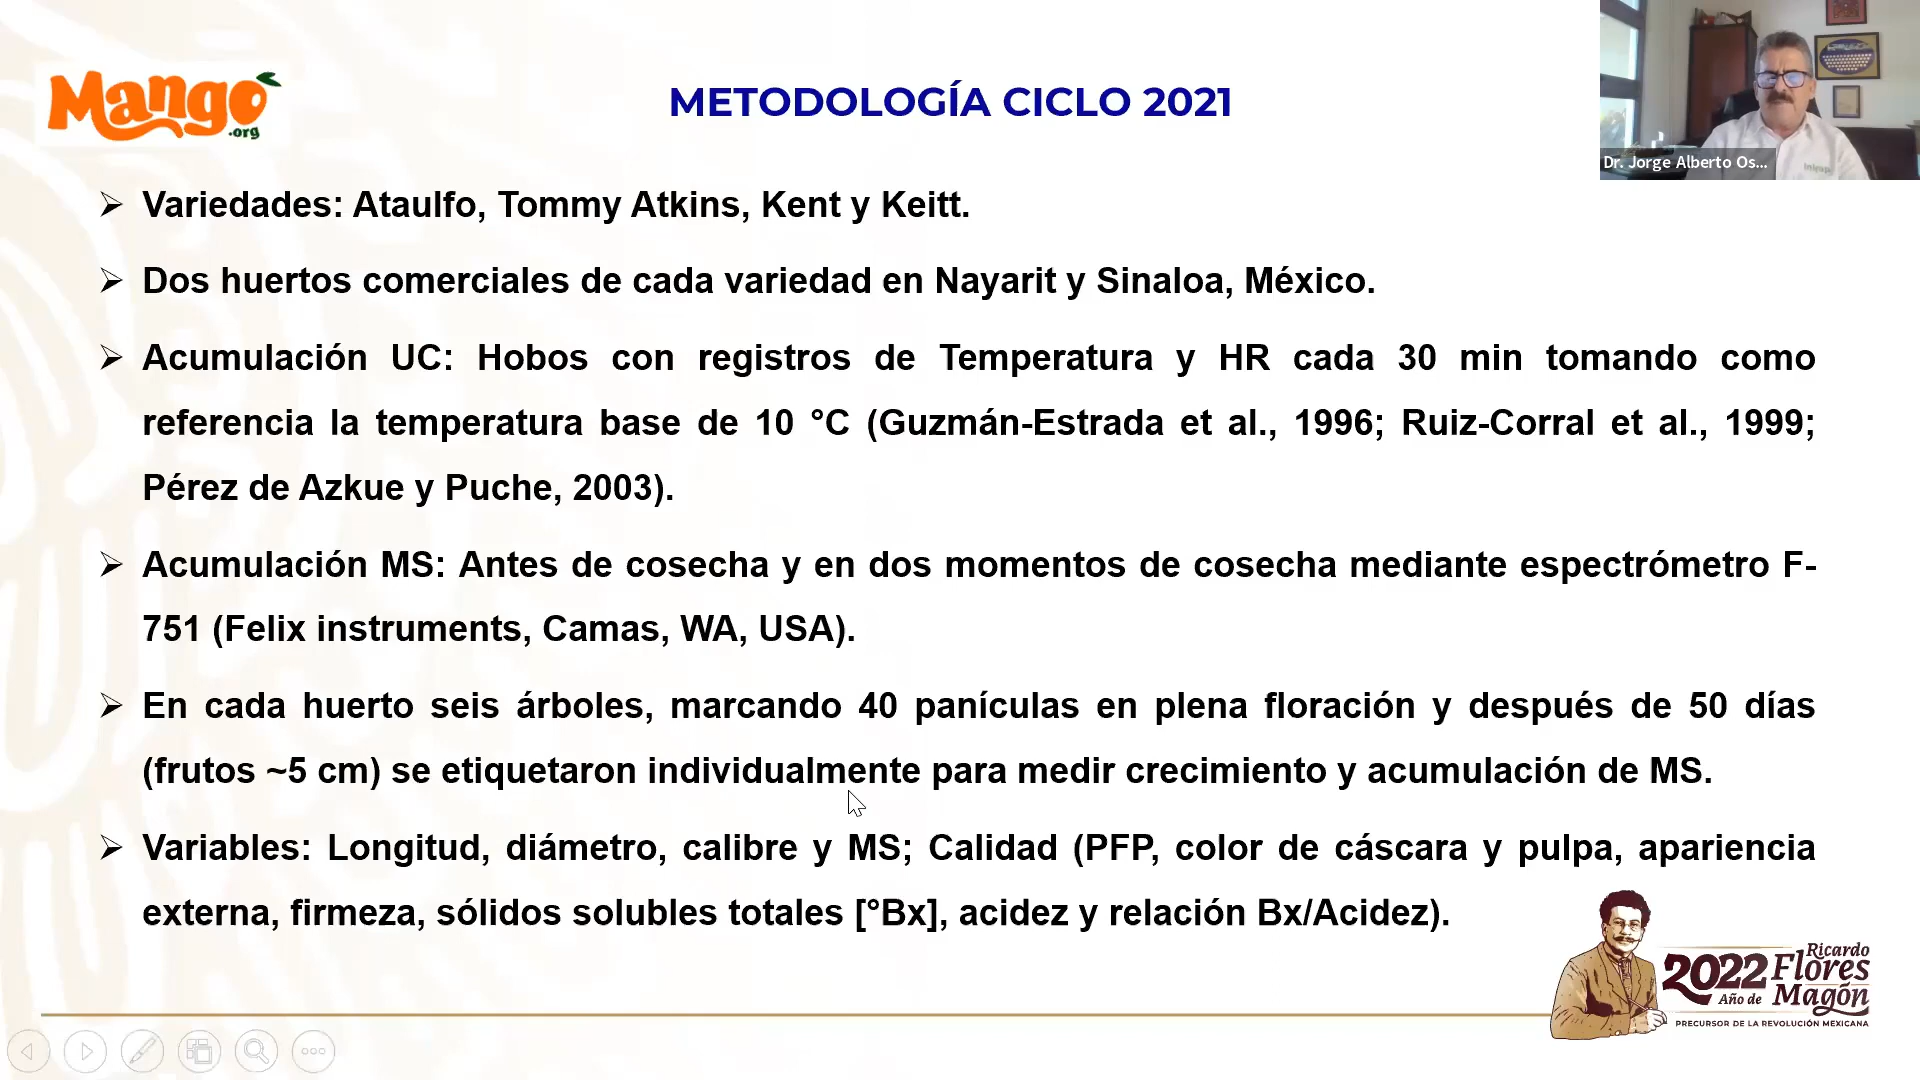 Mango
.org
METODOLOGÍA CICLO 2021
Dr. Jorge Alberto Os...
Variedades: Ataulfo, Tommy Atkins, Kent y Keitt.
Dos huertos comerciales de cada variedad en Nayarit y Sinaloa, México.
Acumulación UC: Hobos con registros de Temperatura y HR cada 30 min tomando como
referencia la temperatura base de 10 °C (Guzmán-Estrada et al., 1996; Ruiz-Corral et al., 1999;
Pérez de Azkue y Puche, 2003).
Acumulación MS: Antes de cosecha y en dos momentos de cosecha mediante espectrómetro F-
751 (Felix instruments, Camas, WA, USA).
En cada huerto seis árboles, marcando 40 panículas en plena floración y después de 50 días
(frutos ~5 cm) se etiquetaron individualmente para medir crecimiento y acumulación de MS.
Variables: Longitud, diámetro, calibre y MS; Calidad (PFP, color de cáscara y pulpa, apariencia
externa, firmeza, sólidos solubles totales [°Bx], acidez y relación Bx/Acidez).
2022 Ricardo
Flores
Año de Magón
PRECURSOR DE LA REVOLUCIÓN MEXICANA